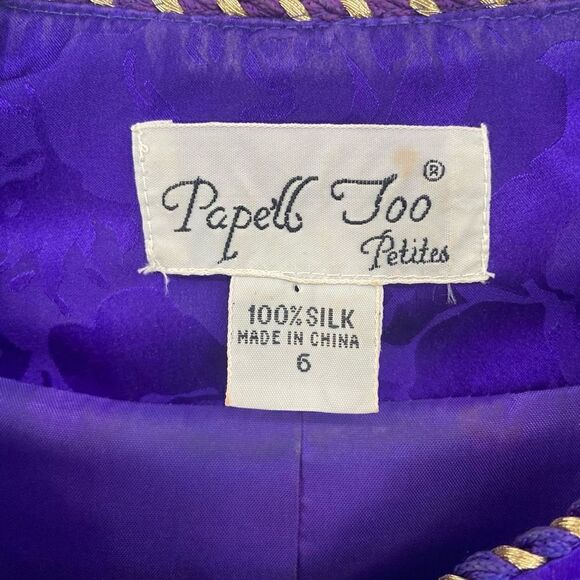 Papell Too®
Petites
100% SILK
MADE IN CHINA
6